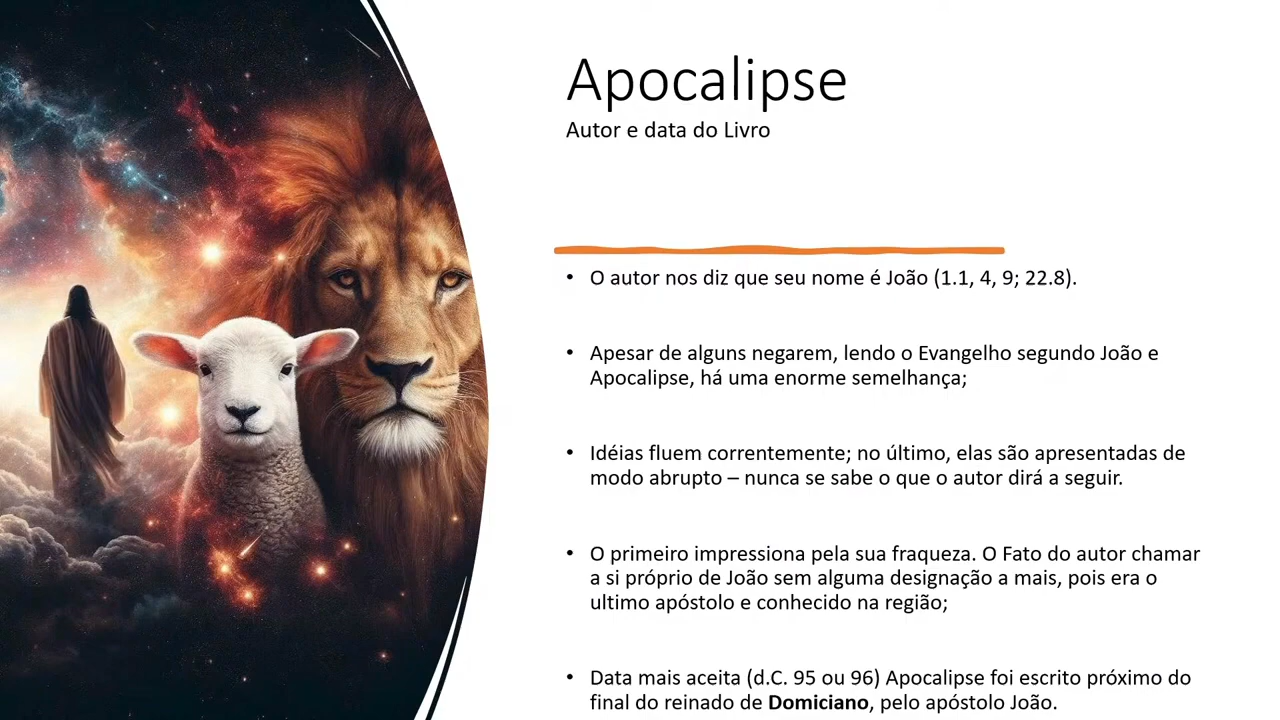 Apocalipse
Autor e data do Livro
• O autor nos diz que seu nome é João (1.1, 4, 9; 22.8).
• Apesar de alguns negarem, lendo o Evangelho segundo João e
Apocalipse, há uma enorme semelhança;
• Idéias fluem correntemente; no último, elas são apresentadas de
modo abrupto – nunca se sabe o que o autor dirá a seguir.
• O primeiro impressiona pela sua fraqueza. O Fato do autor chamar
a si próprio de João sem alguma designação a mais, pois era o
ultimo apóstolo e conhecido na região;
• Data mais aceita (d.C. 95 ou 96) Apocalipse foi escrito próximo do
final do reinado de Domiciano, pelo apóstolo João.